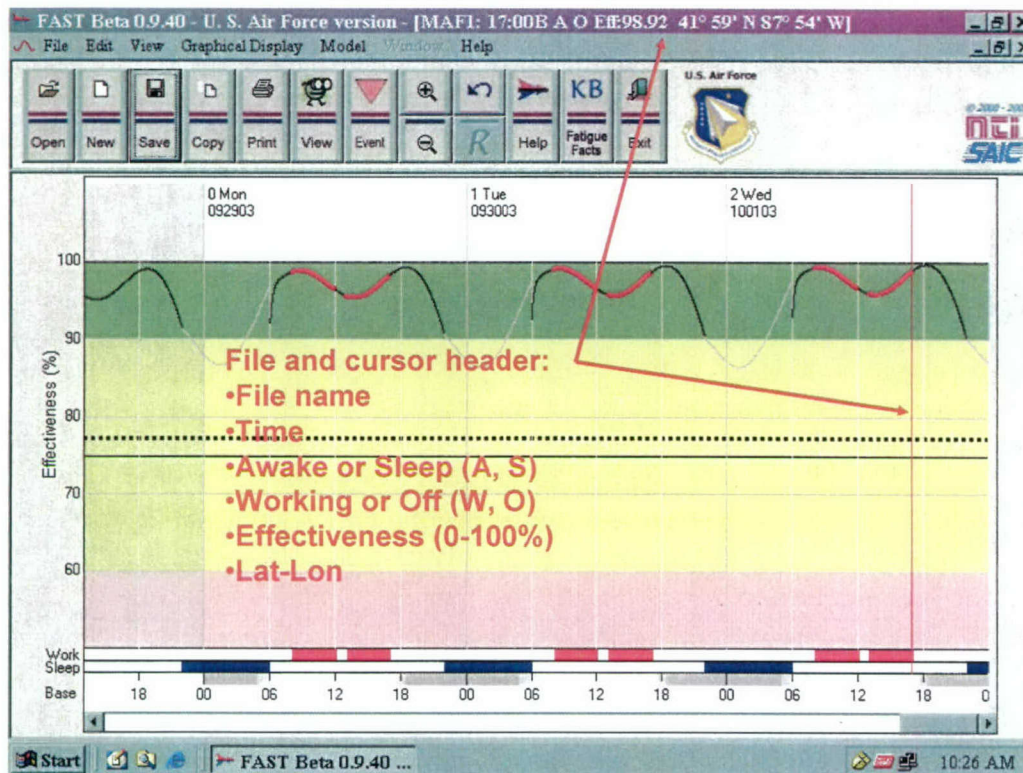 FAST Beta 0.9.40 - U. S. Air Force version - [MAF1: 17:00B A O Eff:98.92 41° 59' N 87° 54' W]
File Edit View Graphical Display Model Window Help
Open New Save Copy Print View Event R Help KB Fatigue Facts Exit
U.S. Air Force
NTI
SAIC
0 Mon 1 Tue 2 Wed
092903 093003 100103
100
90
80
70
60
Effectiveness (%)
File and cursor header:
•File name
•Time
•Awake or Sleep (A, S)
•Working or Off (W, O)
•Effectiveness (0-100%)
•Lat-Lon
Work
Sleep
Base 18 00 06 12 18 00 06 12 18 00 06 12 18 0
Start FAST Beta 0.9.40 ... 10:26 AM